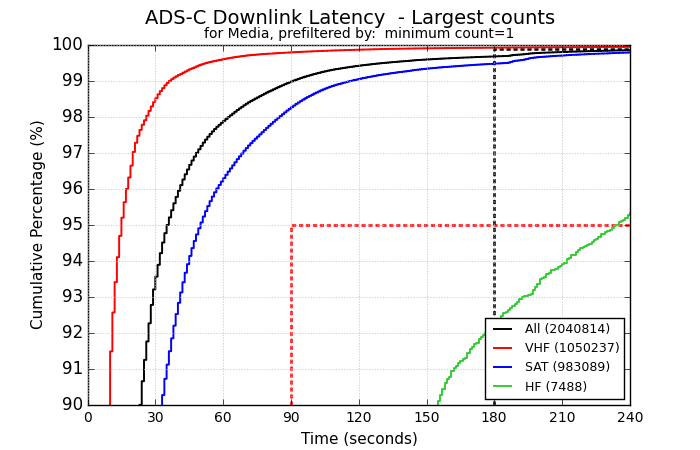 ADS-C Downlink Latency  - Largest counts
for Media, prefiltered by:  minimum count=1
Cumulative Percentage (%)
100
99
98
97
96
95
94
93
92
91
90
0 30 60 90 120 150 180 210 240
Time (seconds)
All (2040814)
VHF (1050237)
SAT (983089)
HF (7488)